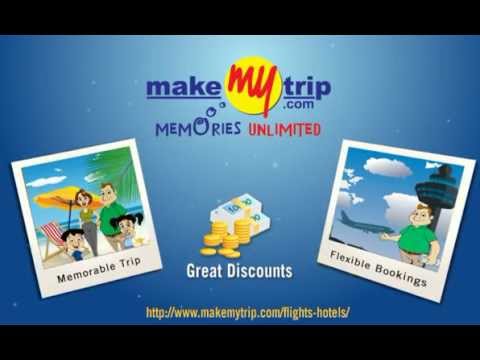 make my trip
.com
MEMORIES UNLIMITED
Memorable Trip
Great Discounts
Flexible Bookings
http://www.makemytrip.com/flights-hotels/